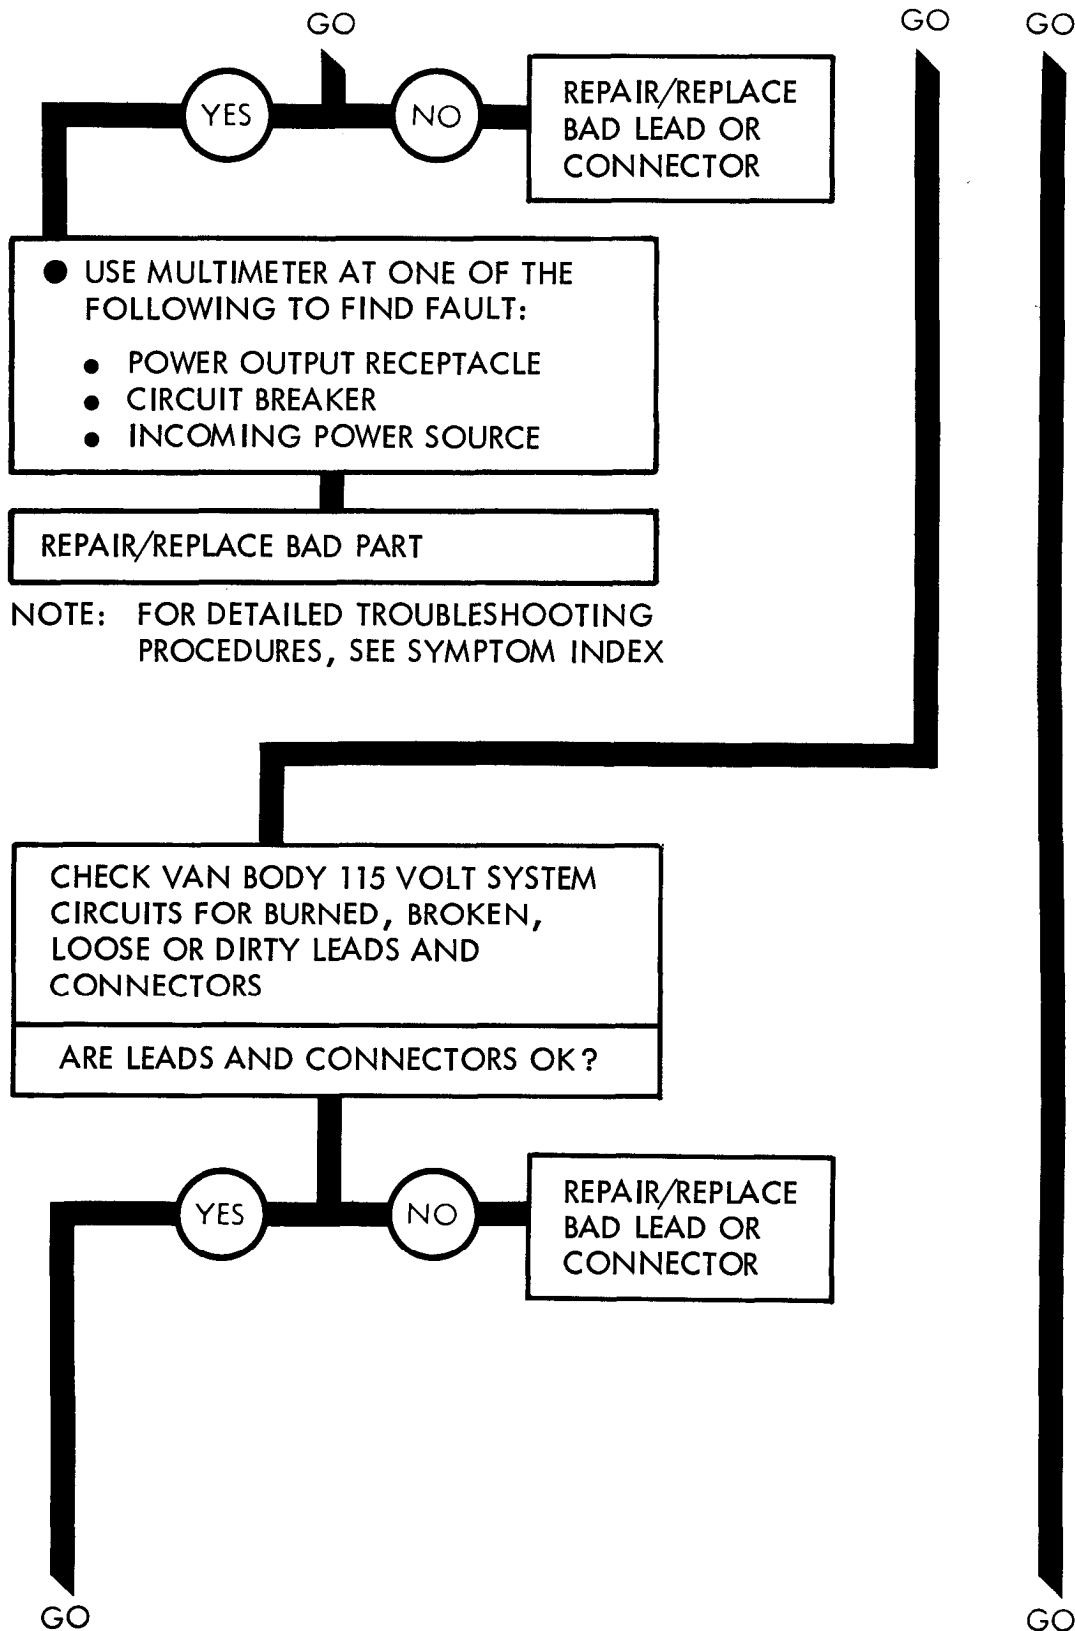 GO
GO
GO
YES
NO
REPAIR/REPLACE
BAD LEAD OR
CONNECTOR
● USE MULTIMETER AT ONE OF THE
FOLLOWING TO FIND FAULT:
● POWER OUTPUT RECEPTACLE
● CIRCUIT BREAKER
● INCOMING POWER SOURCE
REPAIR/REPLACE BAD PART
NOTE: FOR DETAILED TROUBLESHOOTING
PROCEDURES, SEE SYMPTOM INDEX
CHECK VAN BODY 115 VOLT SYSTEM
CIRCUITS FOR BURNED, BROKEN,
LOOSE OR DIRTY LEADS AND
CONNECTORS
ARE LEADS AND CONNECTORS OK?
YES
NO
REPAIR/REPLACE
BAD LEAD OR
CONNECTOR
GO
GO